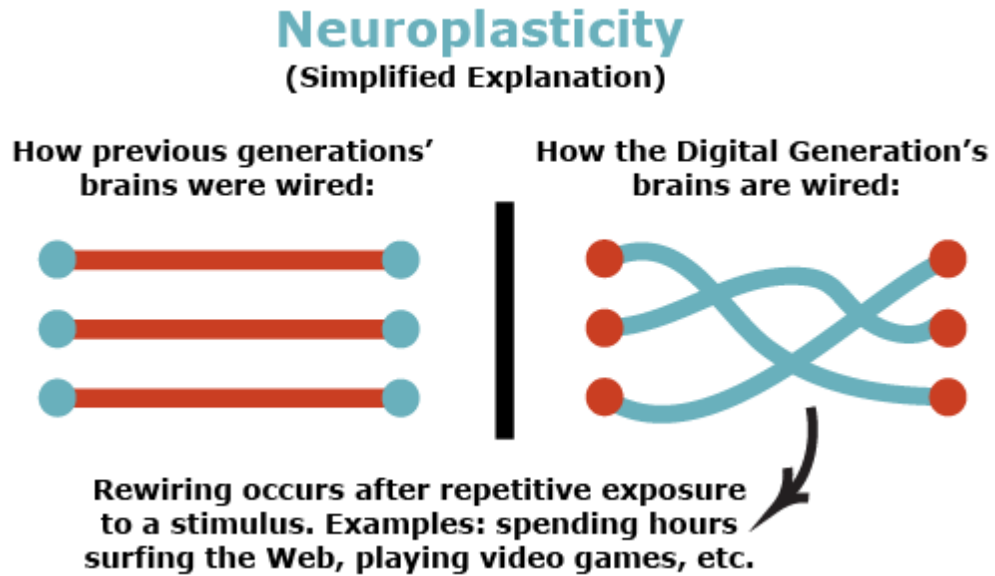 Neuroplasticity
(Simplified Explanation)
How previous generations’
brains were wired:
How the Digital Generation’s
brains are wired:
Rewiring occurs after repetitive exposure
to a stimulus. Examples: spending hours
surfing the Web, playing video games, etc.